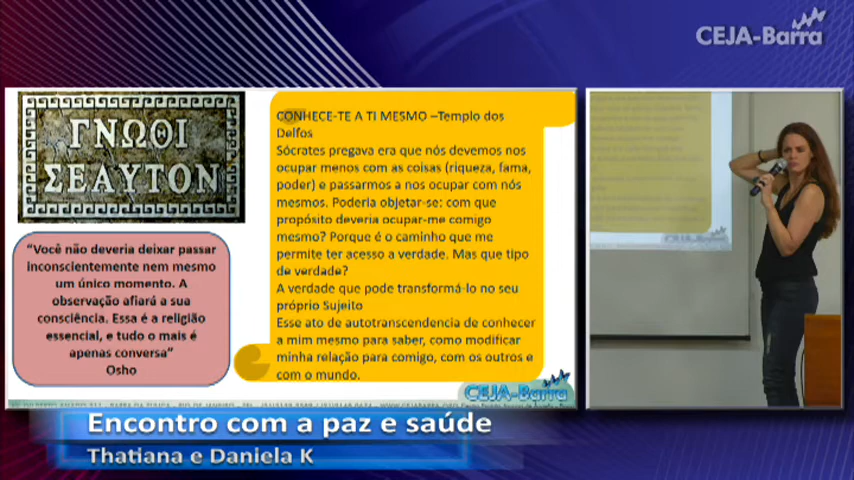 CEJA-Barra
ΓΝΩΘΙ
ΣΕΑΥΤΟΝ
"Você não deveria deixar passar
inconscientemente nem mesmo
um único momento. A
observação afiará a sua
consciência. Essa é a religião
essencial, e tudo o mais é
apenas conversa"
Osho
CONHECE-TE A TI MESMO –Templo dos
Delfos
Sócrates pregava era que nós devemos nos
ocupar menos com as coisas (riqueza, fama,
poder) e passarmos a nos ocupar com nós
mesmos. Poderia objetar-se: com que
propósito deveria ocupar-me comigo
mesmo? Porque é o caminho que me
permite ter acesso a verdade. Mas que tipo
de verdade?
A verdade que pode transformá-lo no seu
próprio Sujeito
Esse ato de autotranscendencia de conhecer
a mim mesmo para saber, como modificar
minha relação para comigo, com os outros e
com o mundo.
CEJA-Barra
CEJA-Barra
Encontro com a paz e saúde
Thatiana e Daniela K